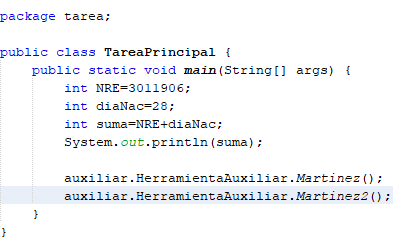 package tarea;
public class TareaPrincipal {
public static void main(String[] args) {
int NRE=3011906;
int diaNac=28;
int suma=NRE+diaNac;
System.out.println(suma);
auxiliar.HerramientaAuxiliar.Martinez();
auxiliar.HerramientaAuxiliar.Martinez2();
}
}